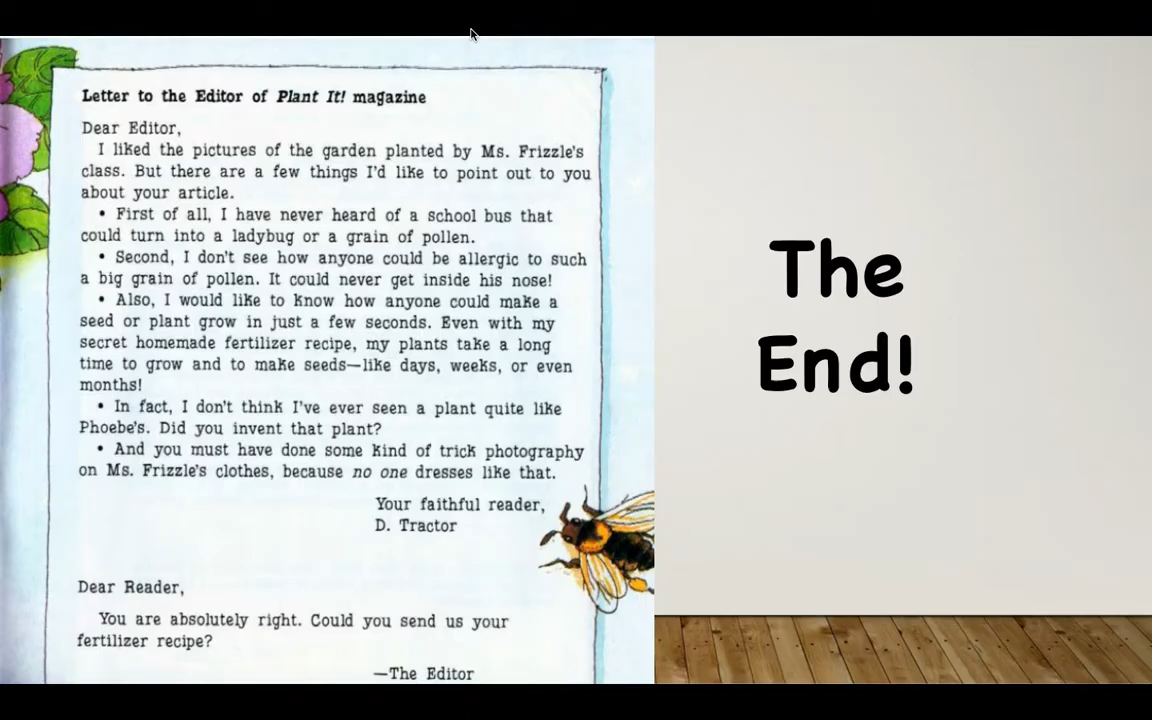 Letter to the Editor of Plant It! magazine
Dear Editor,
I liked the pictures of the garden planted by Ms. Frizzle's
class. But there are a few things I'd like to point out to you
about your article.
• First of all, I have never heard of a school bus that
could turn into a ladybug or a grain of pollen.
• Second, I don't see how anyone could be allergic to such
a big grain of pollen. It could never get inside his nose!
• Also, I would like to know how anyone could make a
seed or plant grow in just a few seconds. Even with my
secret homemade fertilizer recipe, my plants take a long
time to grow and to make seeds—like days, weeks, or even
months!
• In fact, I don't think I've ever seen a plant quite like
Phoebe's. Did you invent that plant?
• And you must have done some kind of trick photography
on Ms. Frizzle's clothes, because no one dresses like that.
Your faithful reader,
D. Tractor
Dear Reader,
You are absolutely right. Could you send us your
fertilizer recipe?
—The Editor
The
End!